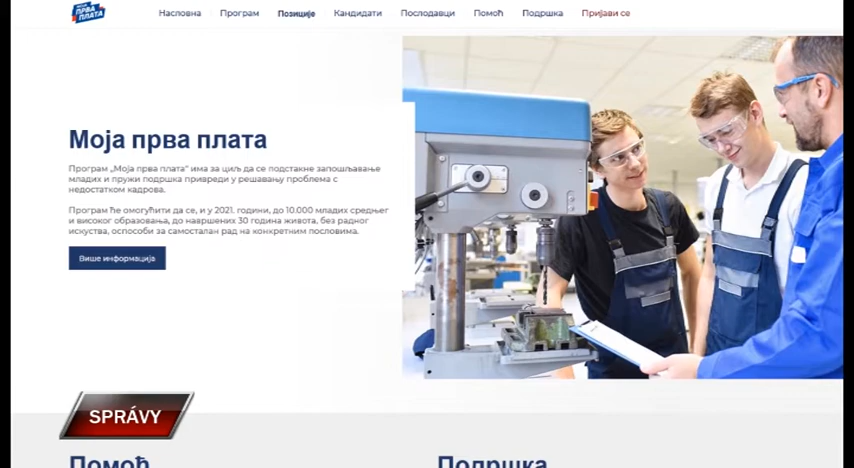 ПРВА
ПЛАТА
Насловна Програм Позиције Кандидати Послодавци Помоћ Подршка Пријави се
Моја прва плата
Програм „Моја прва плата" има за циљ да се подстакне запошљавање
младих и пружи подршка привреди у решавању проблема с
недостатком кадрова.
Програм ће омогућити да се, и у 2021. години, до 10.000 младих средњег
и високог образовања, до навршених 30 година живота, без радног
искуства, оспособи за самосталан рад на конкретним пословима.
Више информација
SPRÁVY
Помоћ Подршка